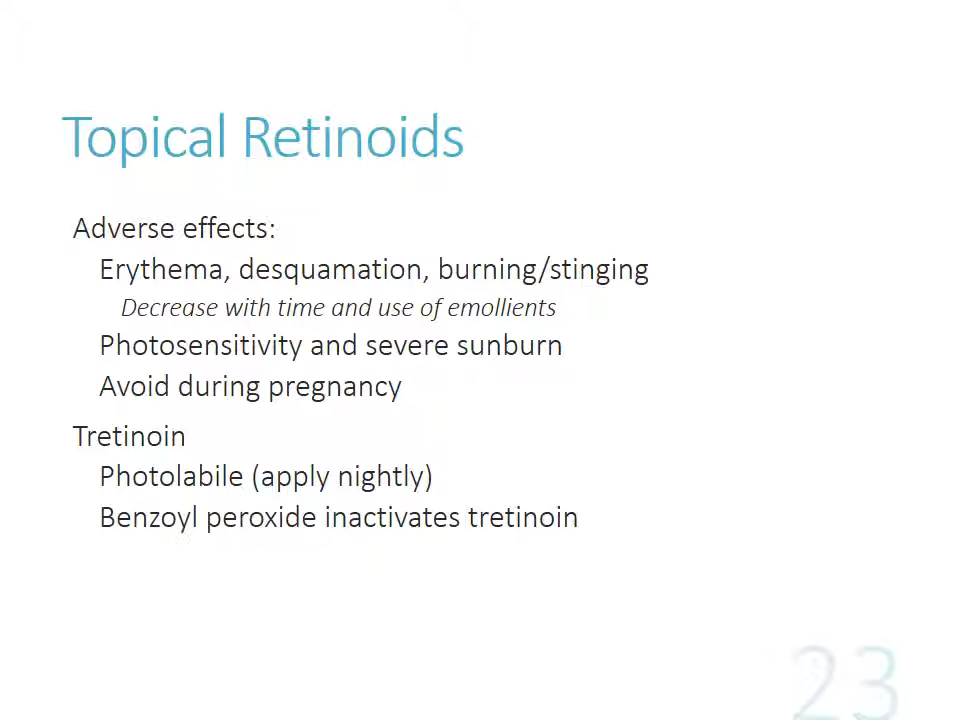 Topical Retinoids
Adverse effects:
Erythema, desquamation, burning/stinging
Decrease with time and use of emollients
Photosensitivity and severe sunburn
Avoid during pregnancy
Tretinoin
Photolabile (apply nightly)
Benzoyl peroxide inactivates tretinoin
23